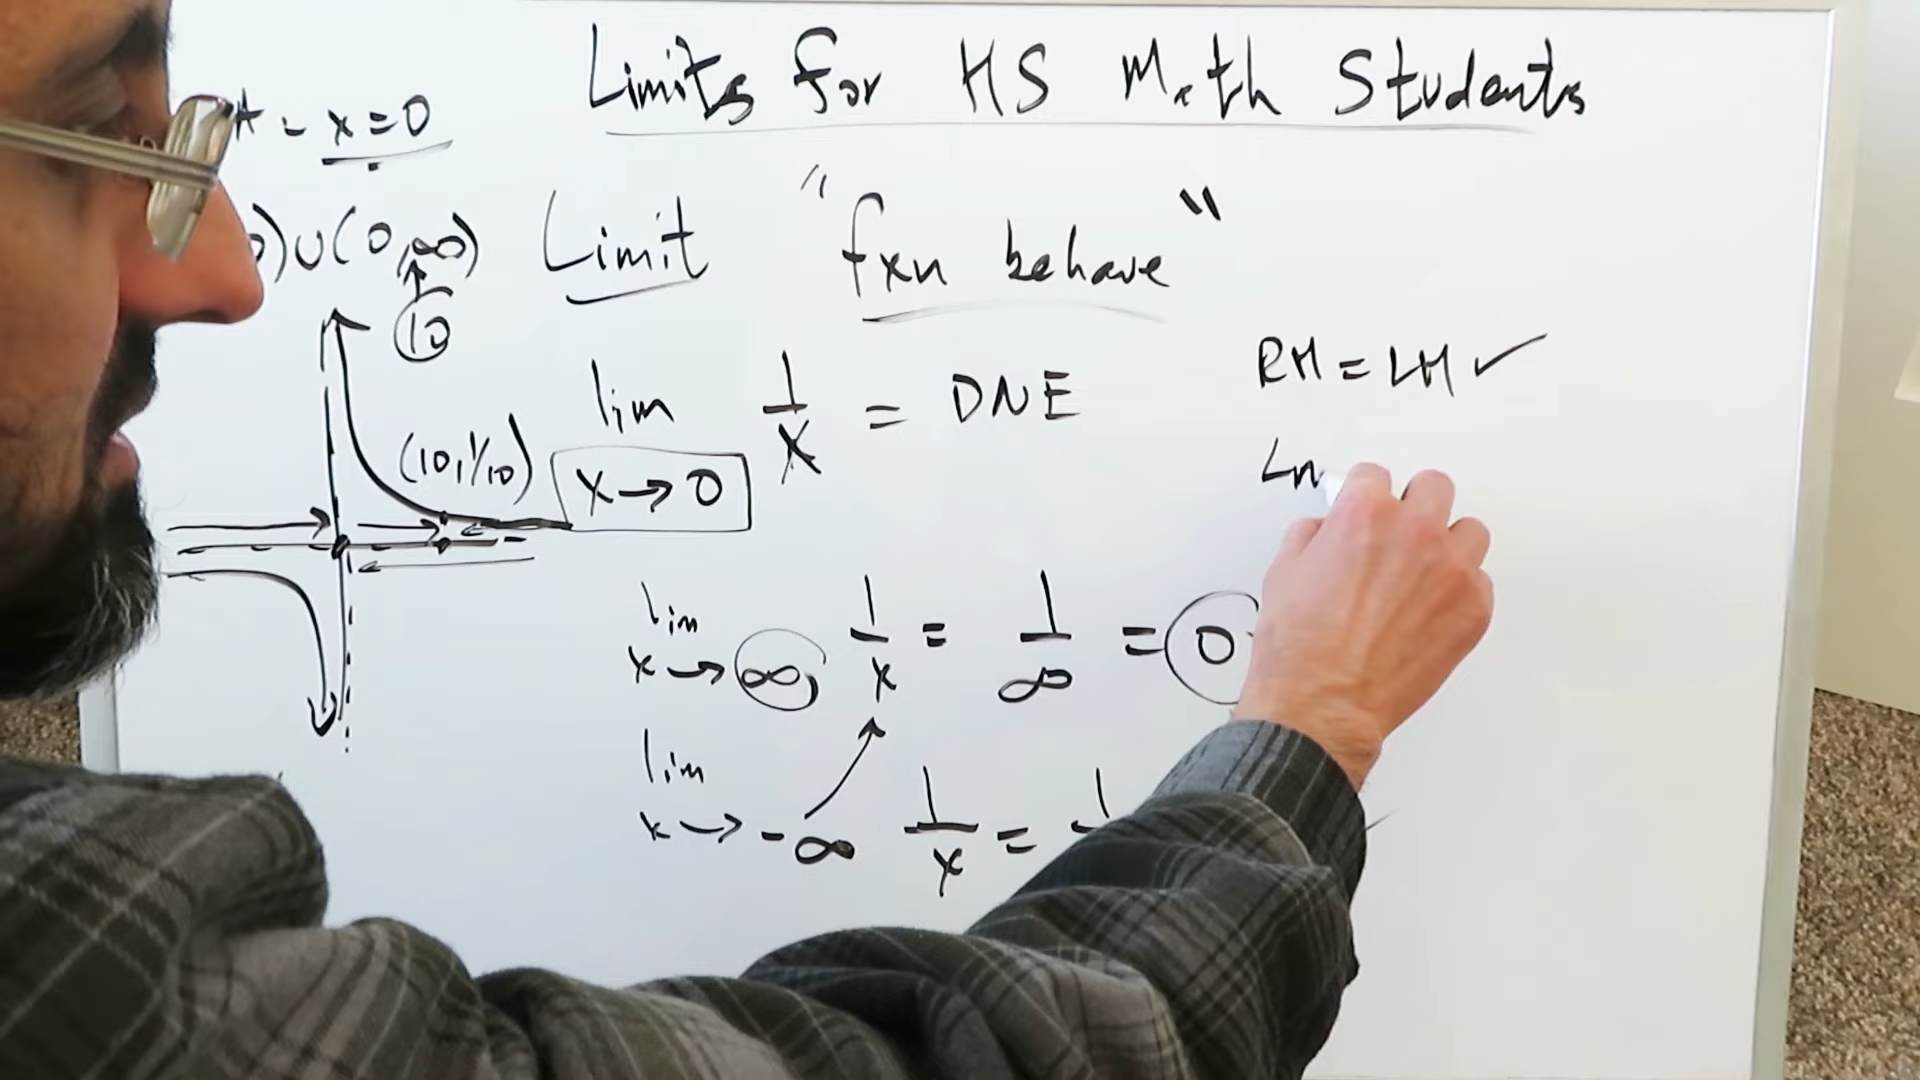 Limits for HS Math Students
- x=0
)∪(0,∞)
10
(10,1/10)
Limit "fxn behave"
lim 1/x = DNE
x→0
RH = LH ✓
lim 1/x = 1/∞ = 0
x→∞
lim 1/x =
x→ -∞